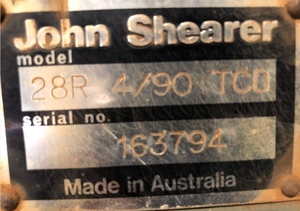 John Shearer
model
28R 4/90 TCD
serial no.
163794
Made in Australia